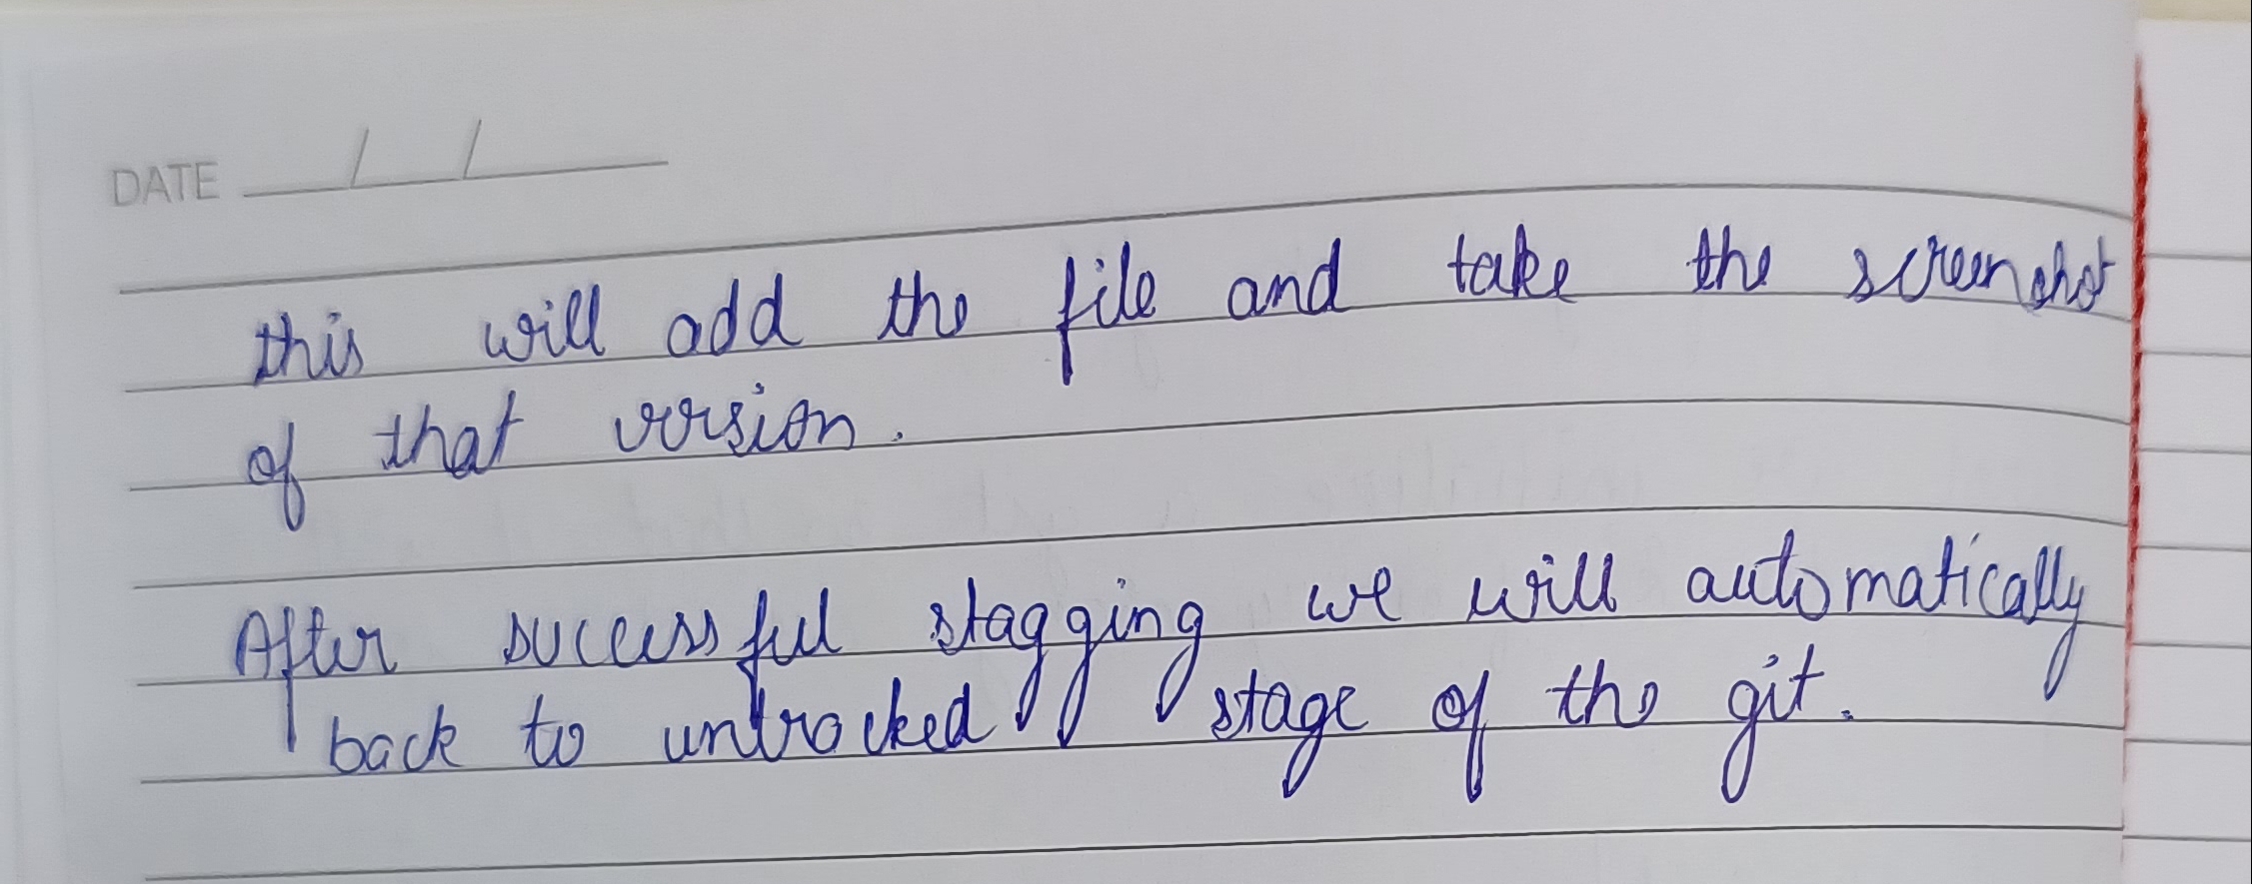 DATE / /
this will add the file and take the screenshot
of that version.
After successful stagging we will automatically
back to untracked stage of the git.